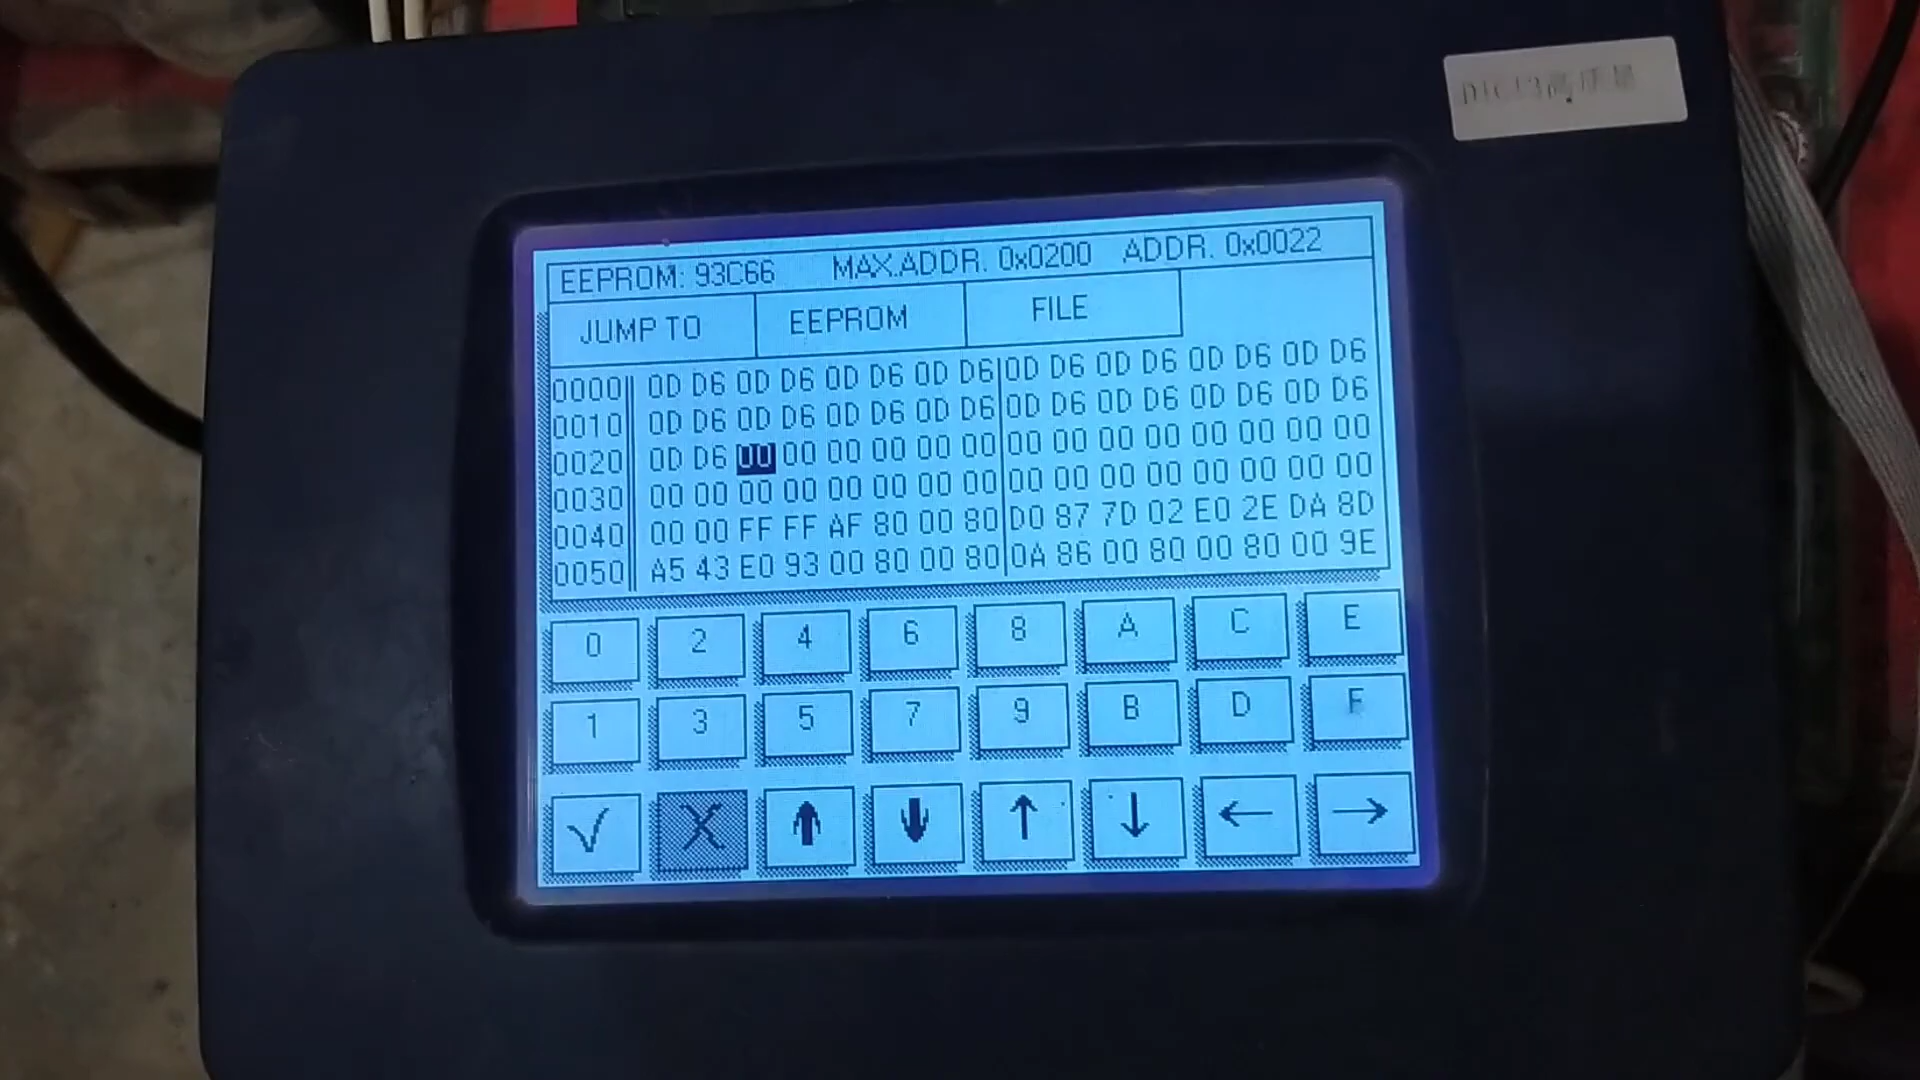 EEPROM: 93C66 MAX.ADDR. 0x0200 ADDR. 0x0022
JUMP TO EEPROM FILE
0000 0D D6 0D D6 0D D6 0D D6 0D D6 0D D6 0D D6 0D D6
0010 0D D6 0D D6 0D D6 0D D6 0D D6 0D D6 0D D6 0D D6
0020 0D D6 00 00 00 00 00 00 00 00 00 00 00 00 00 00
0030 00 00 00 00 00 00 00 00 00 00 00 00 00 00 00 00
0040 00 00 FF FF AF 80 00 80 D0 87 7D 02 E0 2E DA 8D
0050 A5 43 E0 93 00 80 00 80 0A 86 00 80 00 80 00 9E
0 2 4 6 8 A C E
1 3 5 7 9 B D F
√ X ↑ ↓ ↑ ↓ ← →